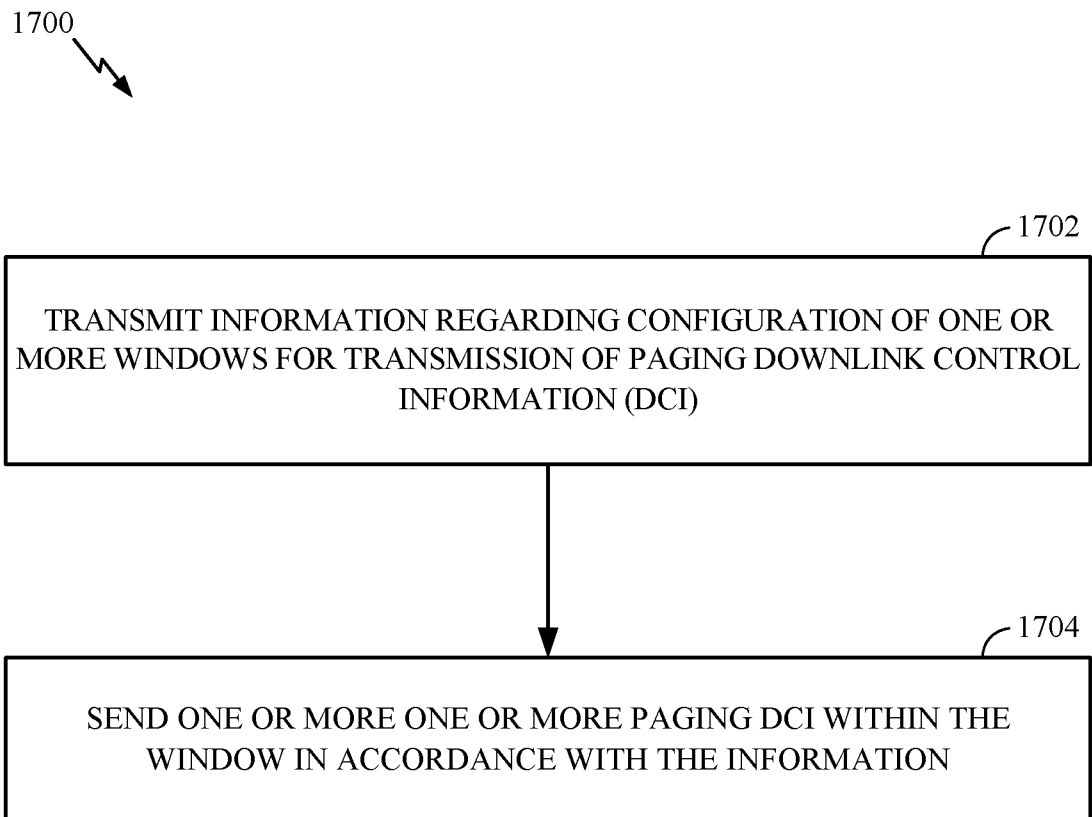 1700
1702
TRANSMIT INFORMATION REGARDING CONFIGURATION OF ONE OR
MORE WINDOWS FOR TRANSMISSION OF PAGING DOWNLINK CONTROL
INFORMATION (DCI)
1704
SEND ONE OR MORE ONE OR MORE PAGING DCI WITHIN THE
WINDOW IN ACCORDANCE WITH THE INFORMATION